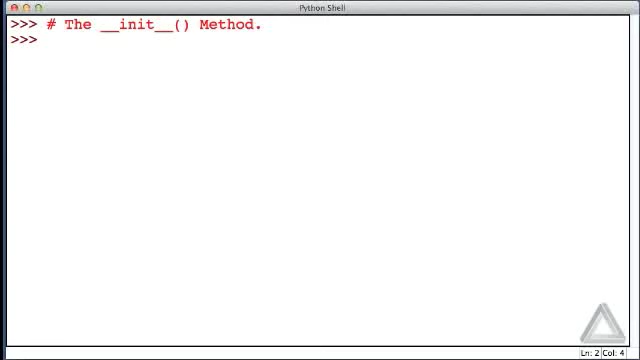 Python Shell
>>> # The __init__() Method.
>>>
Ln: 2 Col: 4